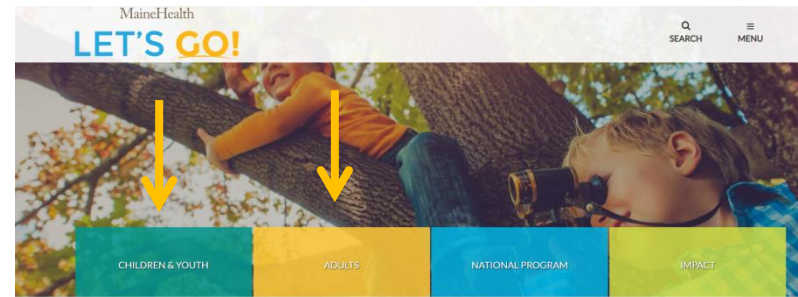 MaineHealth
LET'S GO!
SEARCH MENU
CHILDREN & YOUTH ADULTS NATIONAL PROGRAM IMPACT